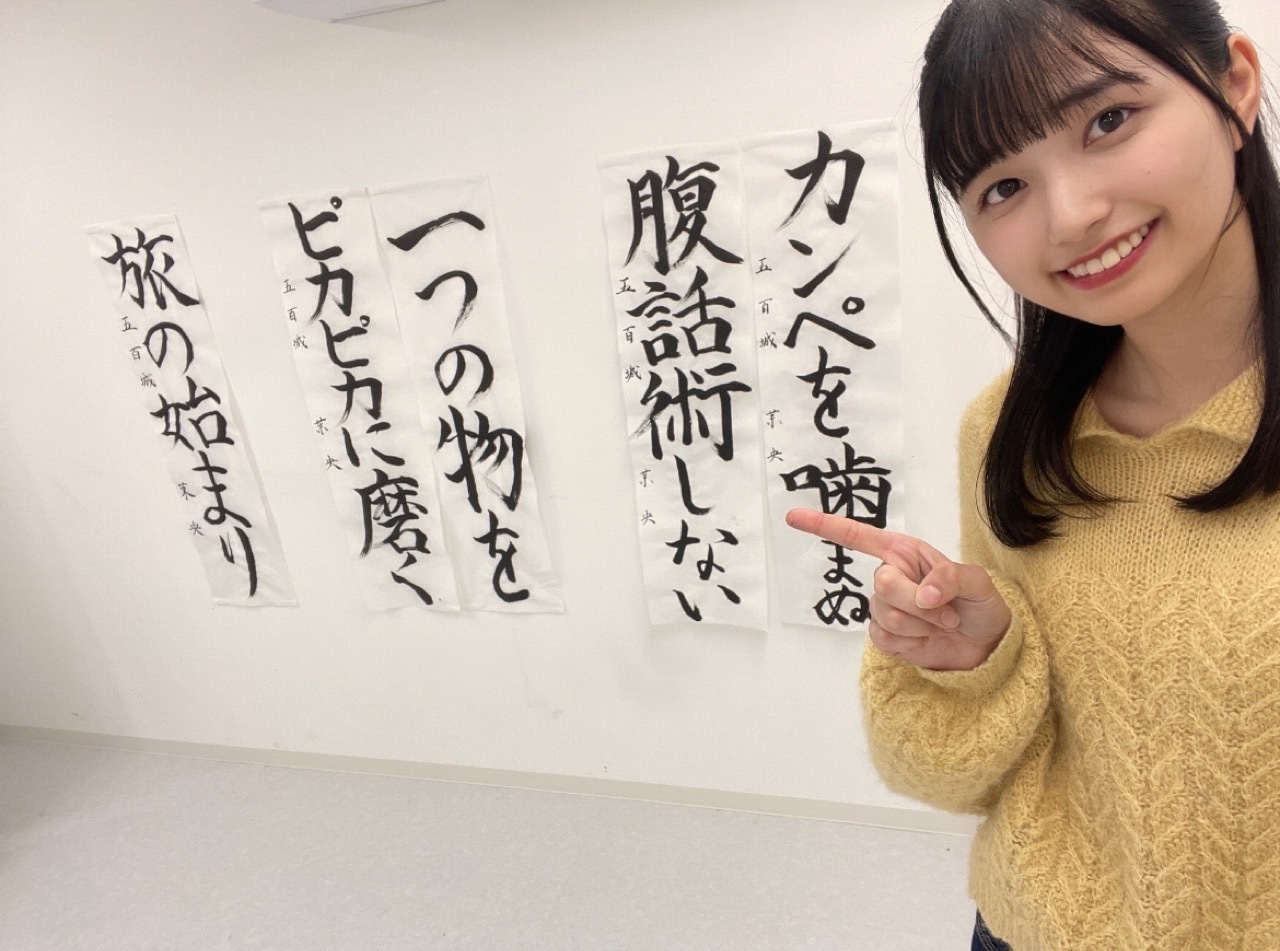 カンペを噛まぬ
五百城 茉央
腹話術しない
五百城 茉央
一つの物を
ピカピカに磨く
五百城 茉央
旅の始まり
五百城 茉央